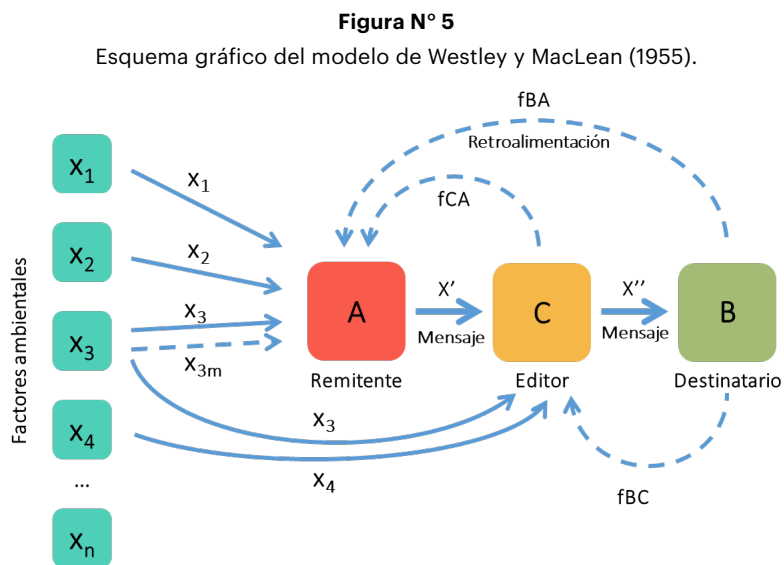 Figura N° 5
Esquema gráfico del modelo de Westley y MacLean (1955).
fBA
Retroalimentación
fCA
x₁
x₁
x₂
x₂
x₃
x₃
x₃ₘ
x₃
x₄
x₄
...
xₙ
Factores ambientales
A
Remitente
X'
Mensaje
C
Editor
X''
Mensaje
B
Destinatario
fBC